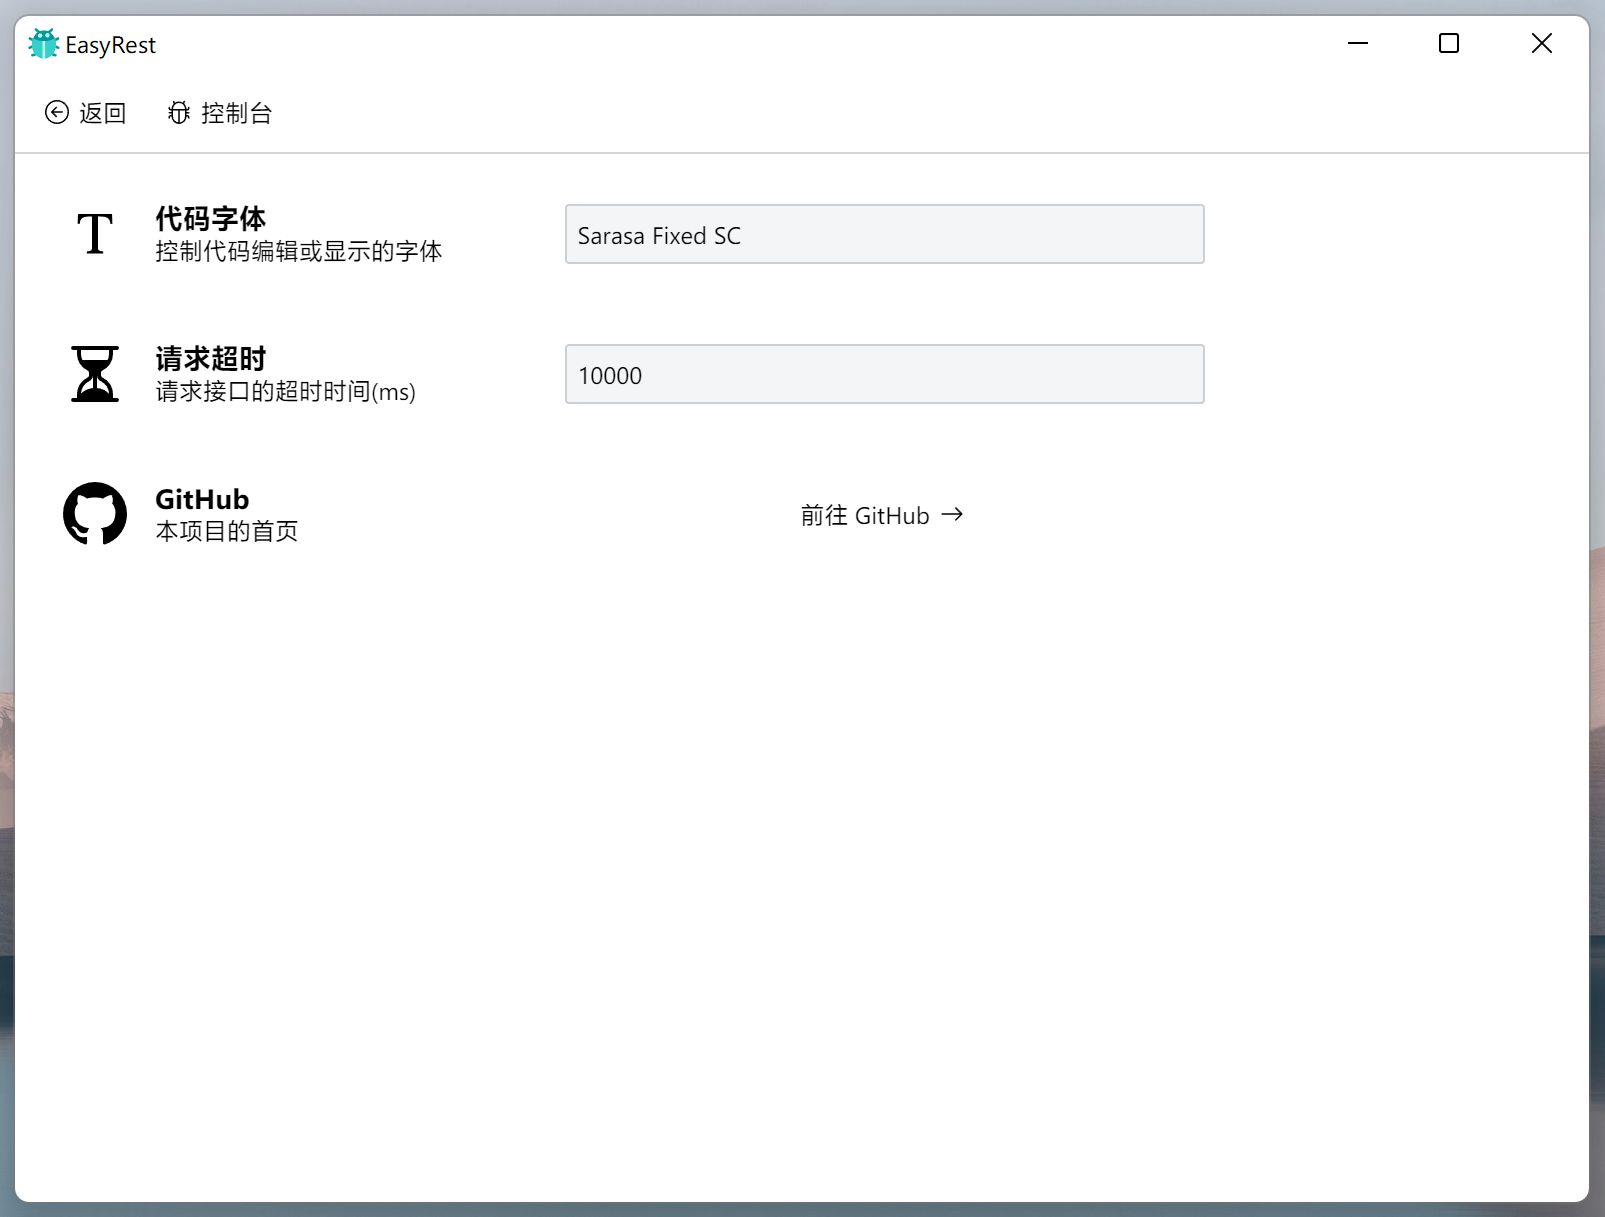 EasyRest
返回 控制台
代码字体
控制代码编辑或显示的字体
Sarasa Fixed SC
请求超时
请求接口的超时时间(ms)
10000
GitHub
本项目的首页
前往 GitHub →